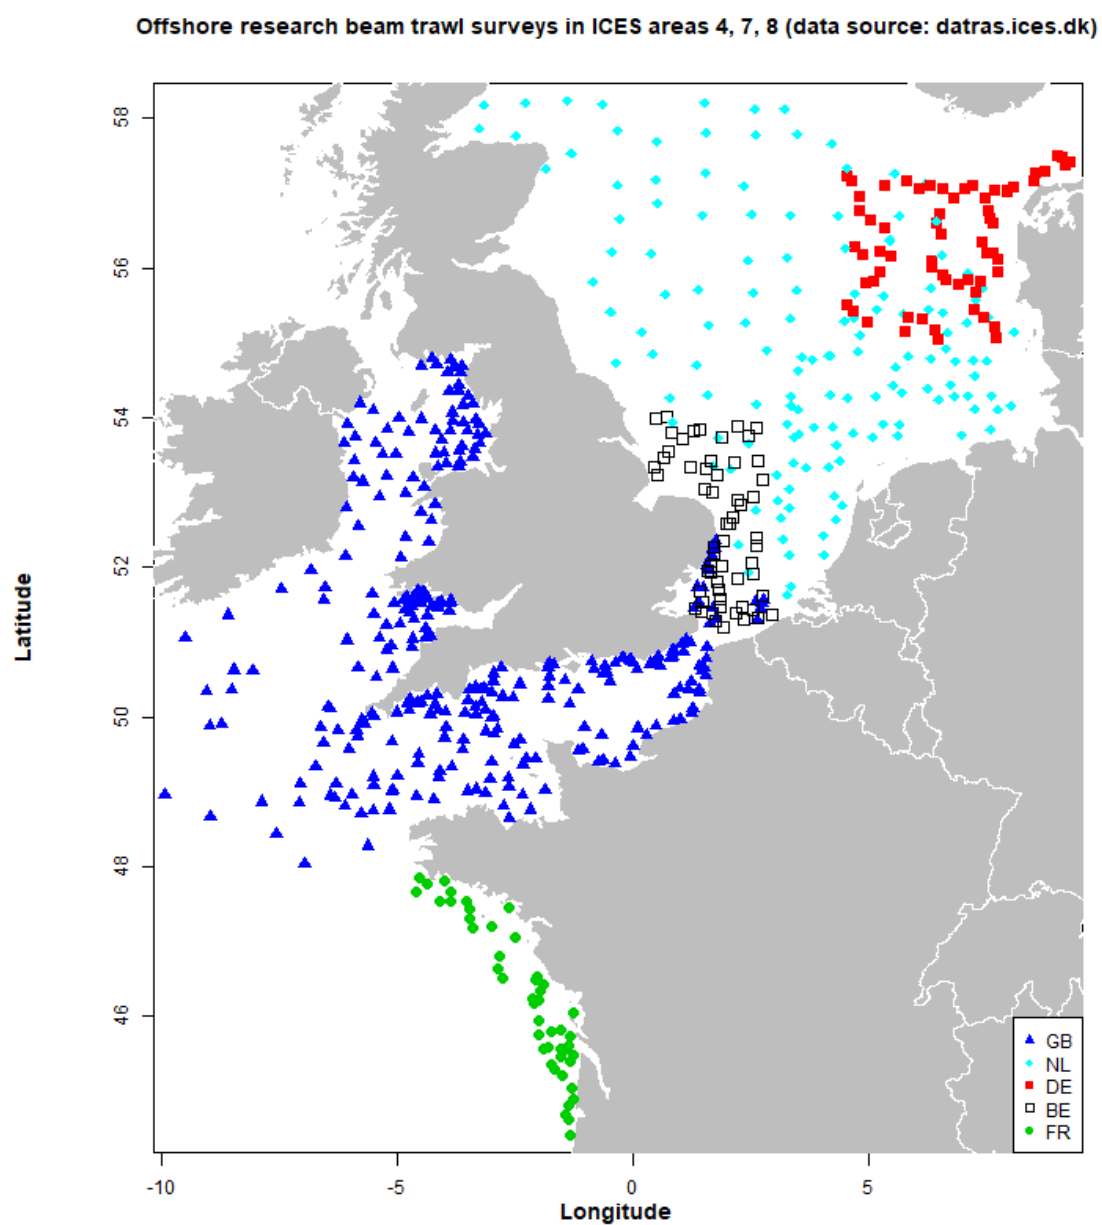 Offshore research beam trawl surveys in ICES areas 4, 7, 8 (data source: datras.ices.dk)
58
56
54
52
50
48
46
Latitude
GB
NL
DE
BE
FR
-10 -5 0 5
Longitude